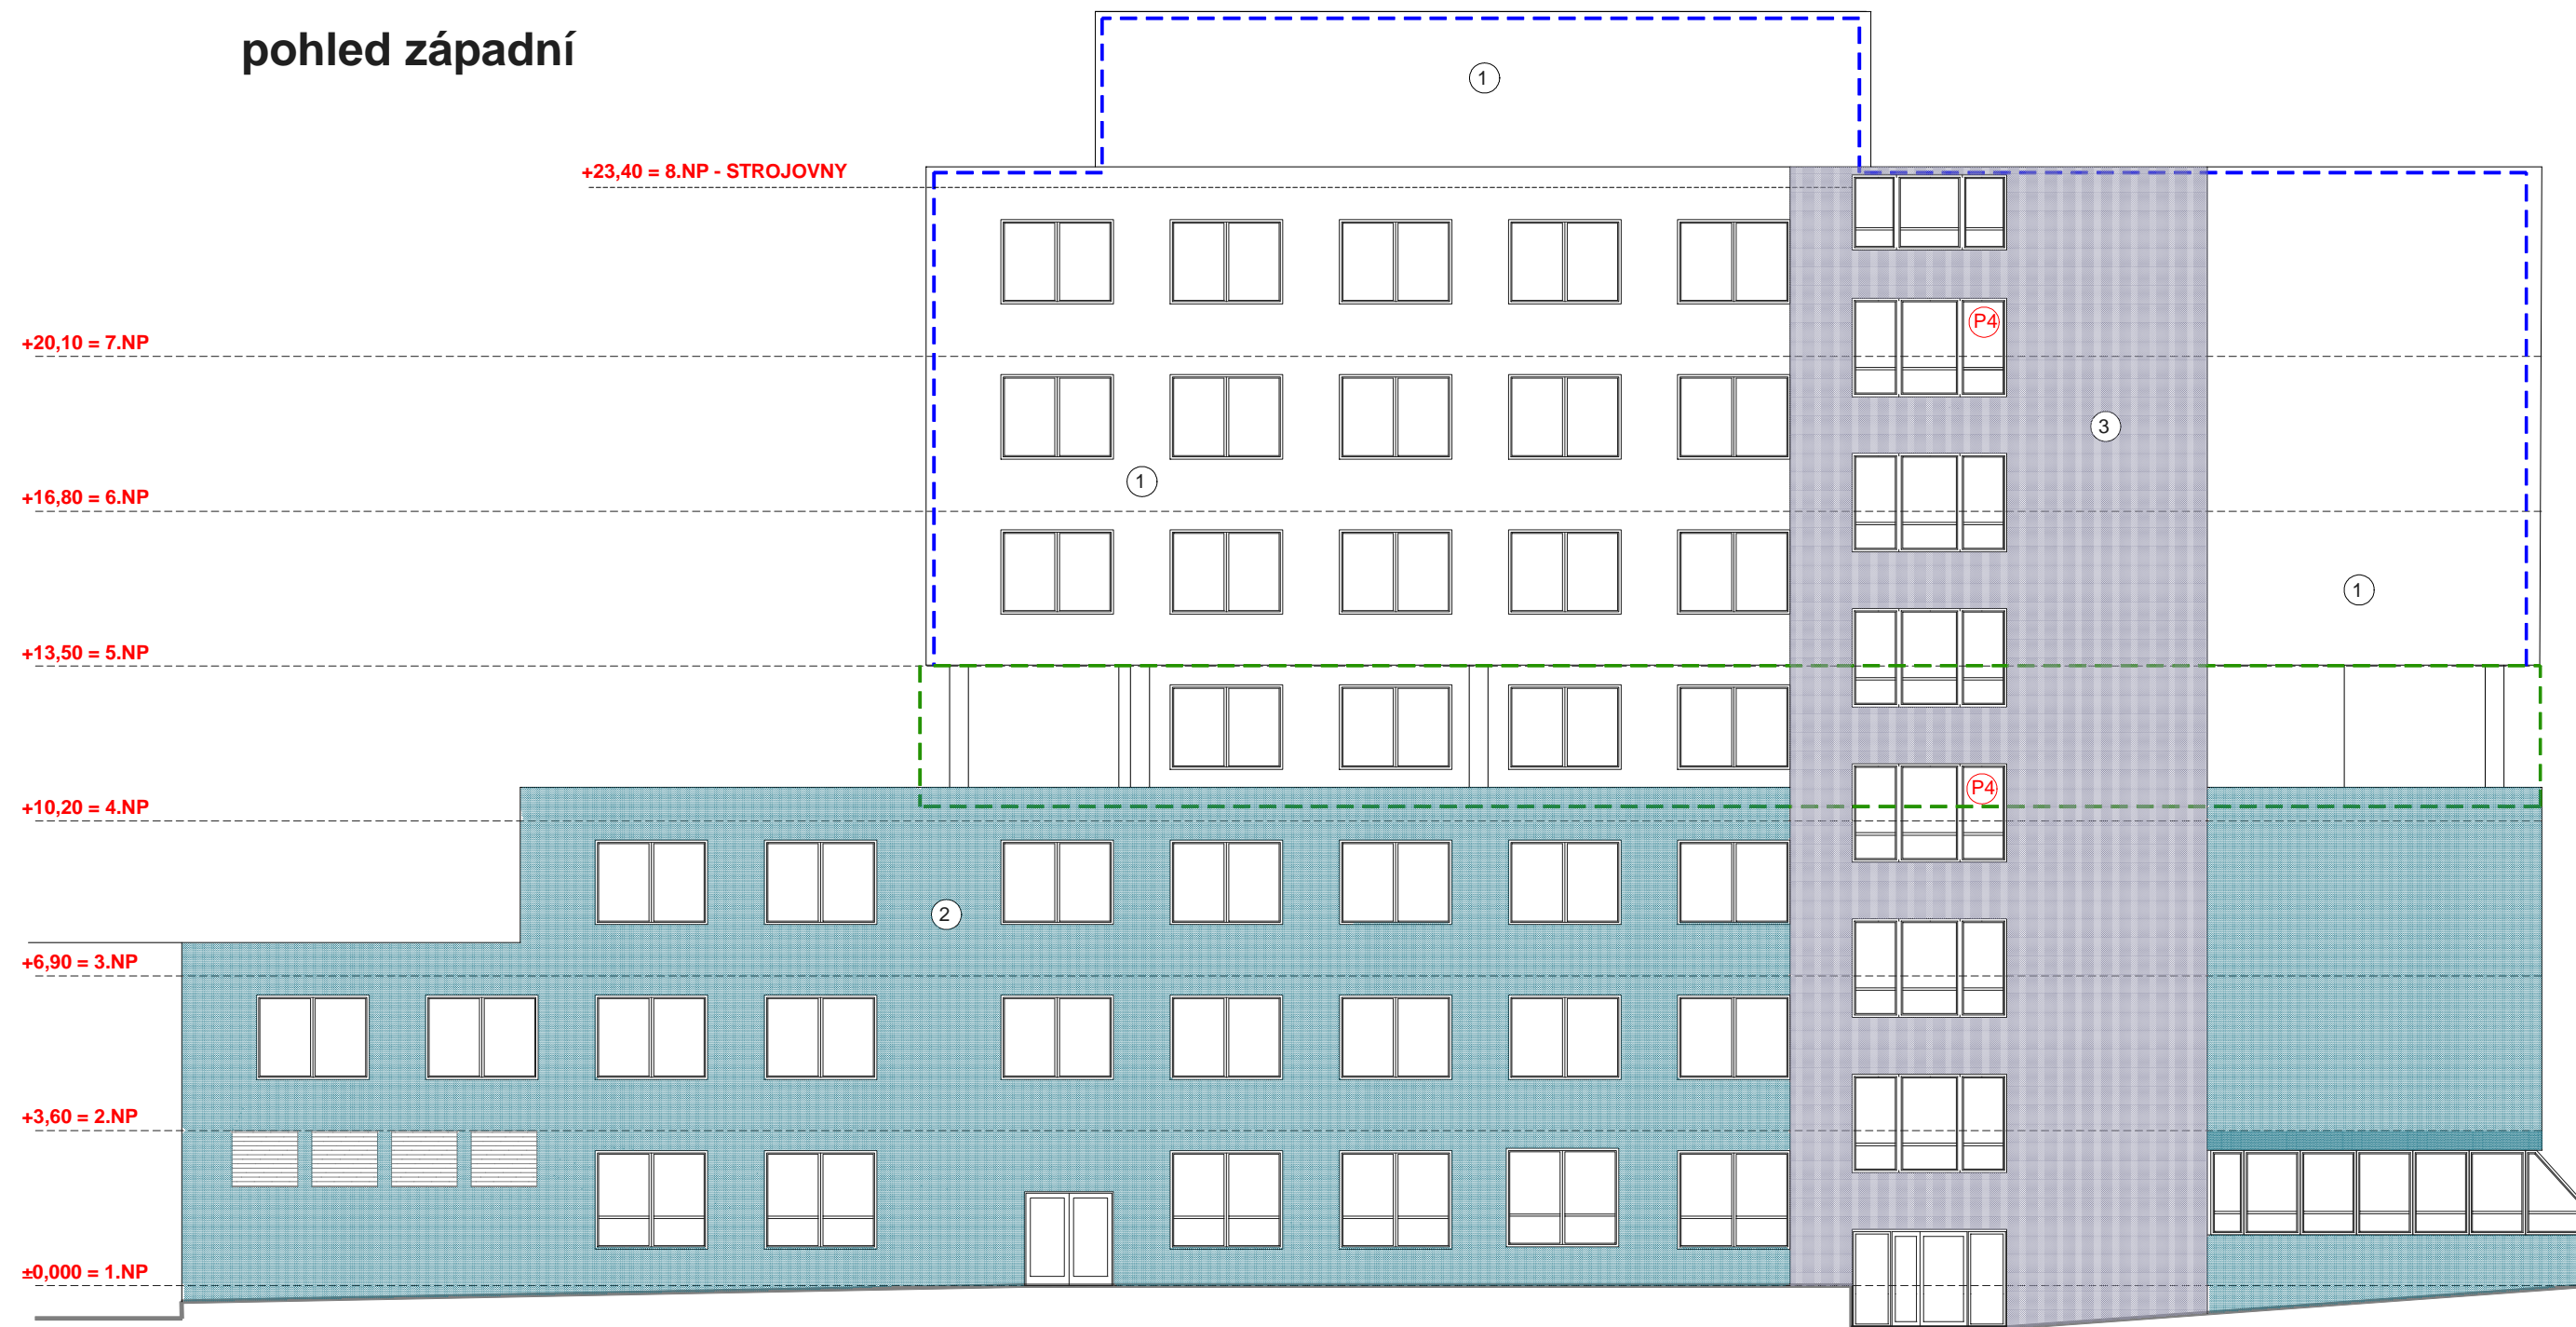 pohled západní
1
+23,40 = 8.NP - STROJOVNY
P4
+20,10 = 7.NP
3
1
+16,80 = 6.NP
1
+13,50 = 5.NP
P4
+10,20 = 4.NP
2
+6,90 = 3.NP
+3,60 = 2.NP
±0,000 = 1.NP